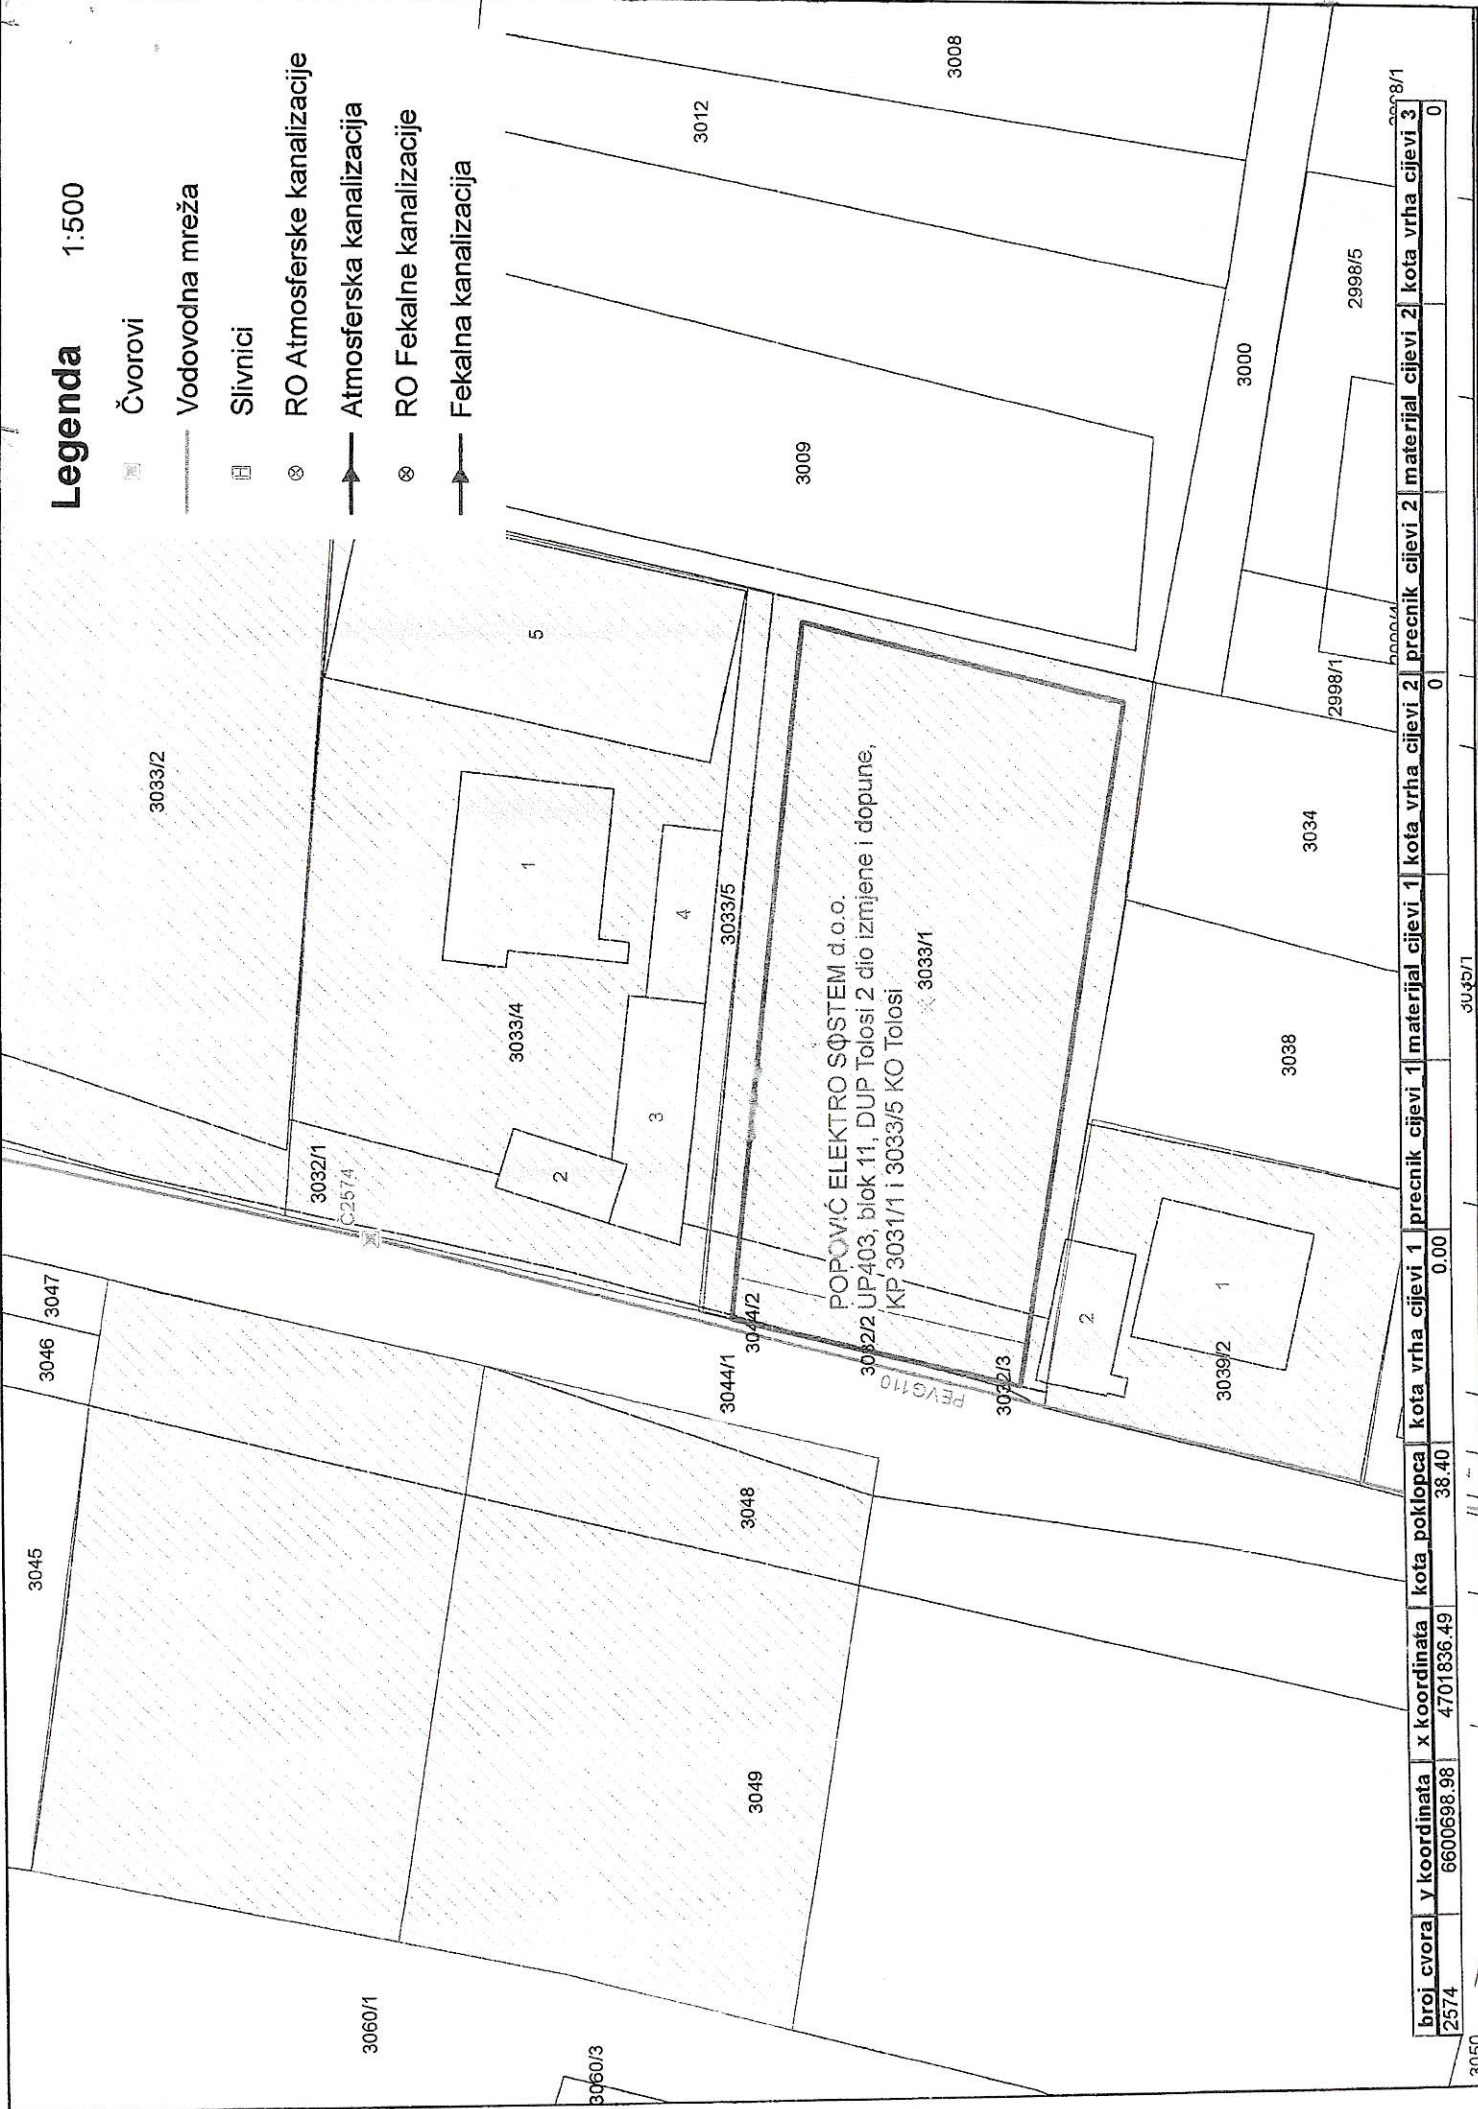 Legenda 1:500
Čvorovi
Vodovodna mreža
Slivnici
RO Atmosferske kanalizacije
Atmosferska kanalizacija
RO Fekalne kanalizacije
Fekalna kanalizacija
3045
3046
3047
3032/1
C2574
3033/2
3033/4
1
2
3
4
5
3033/5
3008
3012
3009
3000
2998/5
2998/1
3060/1
3060/3
3049
3048
3044/1
3044/2
3032/2
PEVG110
3032/3
POPOVIĆ ELEKTRO SOSTEM d.o.o.
UP403, blok 11, DUP Tolosi 2 dio izmjene i dopune,
KP 3031/1 i 3033/5 KO Tolosi
3033/1
2
1
3039/2
3038
3034
3035/1
3050
broj cvora y koordinata x koordinata kota poklopca kota vrha cijevi 1 precnik cijevi 1 materijal cijevi 1 kota vrha cijevi 2 precnik cijevi 2 materijal cijevi 2 kota vrha cijevi 3
2574 6600698.98 4701836.49 38.40 0.00 0 0